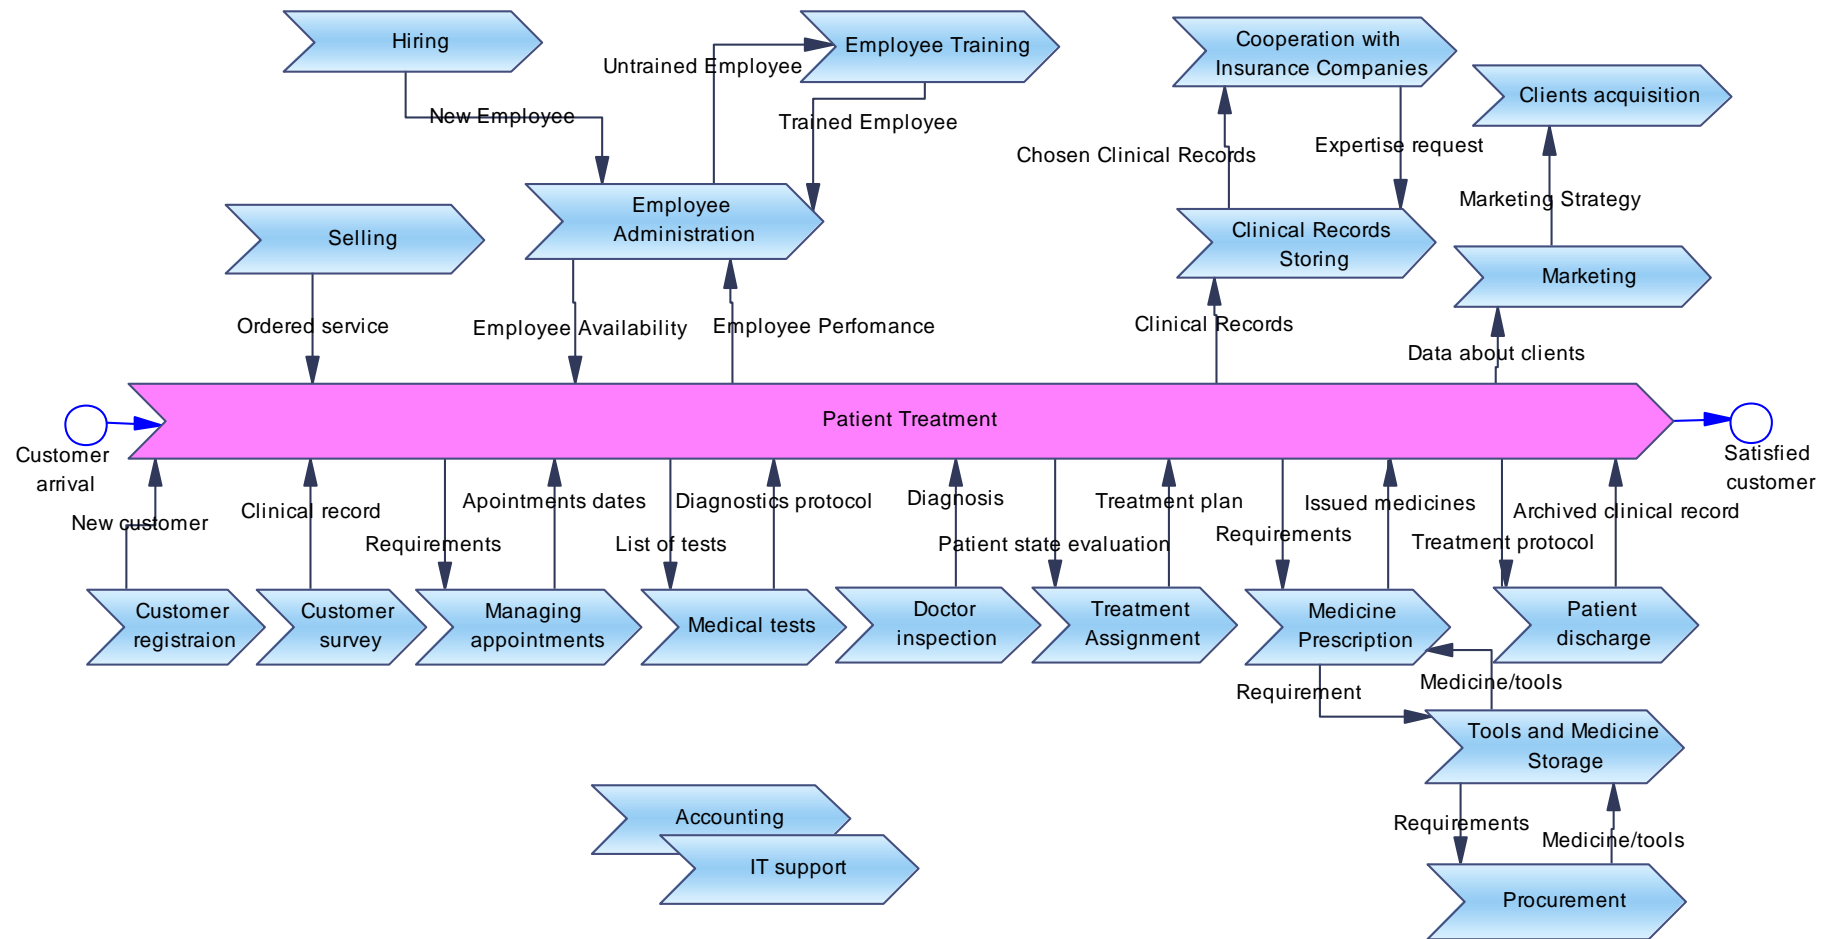 Hiring
Employee Training
Cooperation with
Insurance Companies
Clients acquisition
Untrained Employee
New Employee
Trained Employee
Chosen Clinical Records
Expertise request
Marketing Strategy
Employee
Administration
Selling
Clinical Records
Storing
Marketing
Ordered service
Employee Availability
Employee Perfomance
Clinical Records
Data about clients
Patient Treatment
Customer
arrival
Satisfied
customer
New customer
Clinical record
Requirements
Apointments dates
List of tests
Diagnostics protocol
Diagnosis
Patient state evaluation
Treatment plan
Requirements
Issued medicines
Treatment protocol
Archived clinical record
Customer
registraion
Customer
survey
Managing
appointments
Medical tests
Doctor
inspection
Treatment
Assignment
Medicine
Prescription
Patient
discharge
Requirement
Medicine/tools
Tools and Medicine
Storage
Accounting
IT support
Requirements
Medicine/tools
Procurement